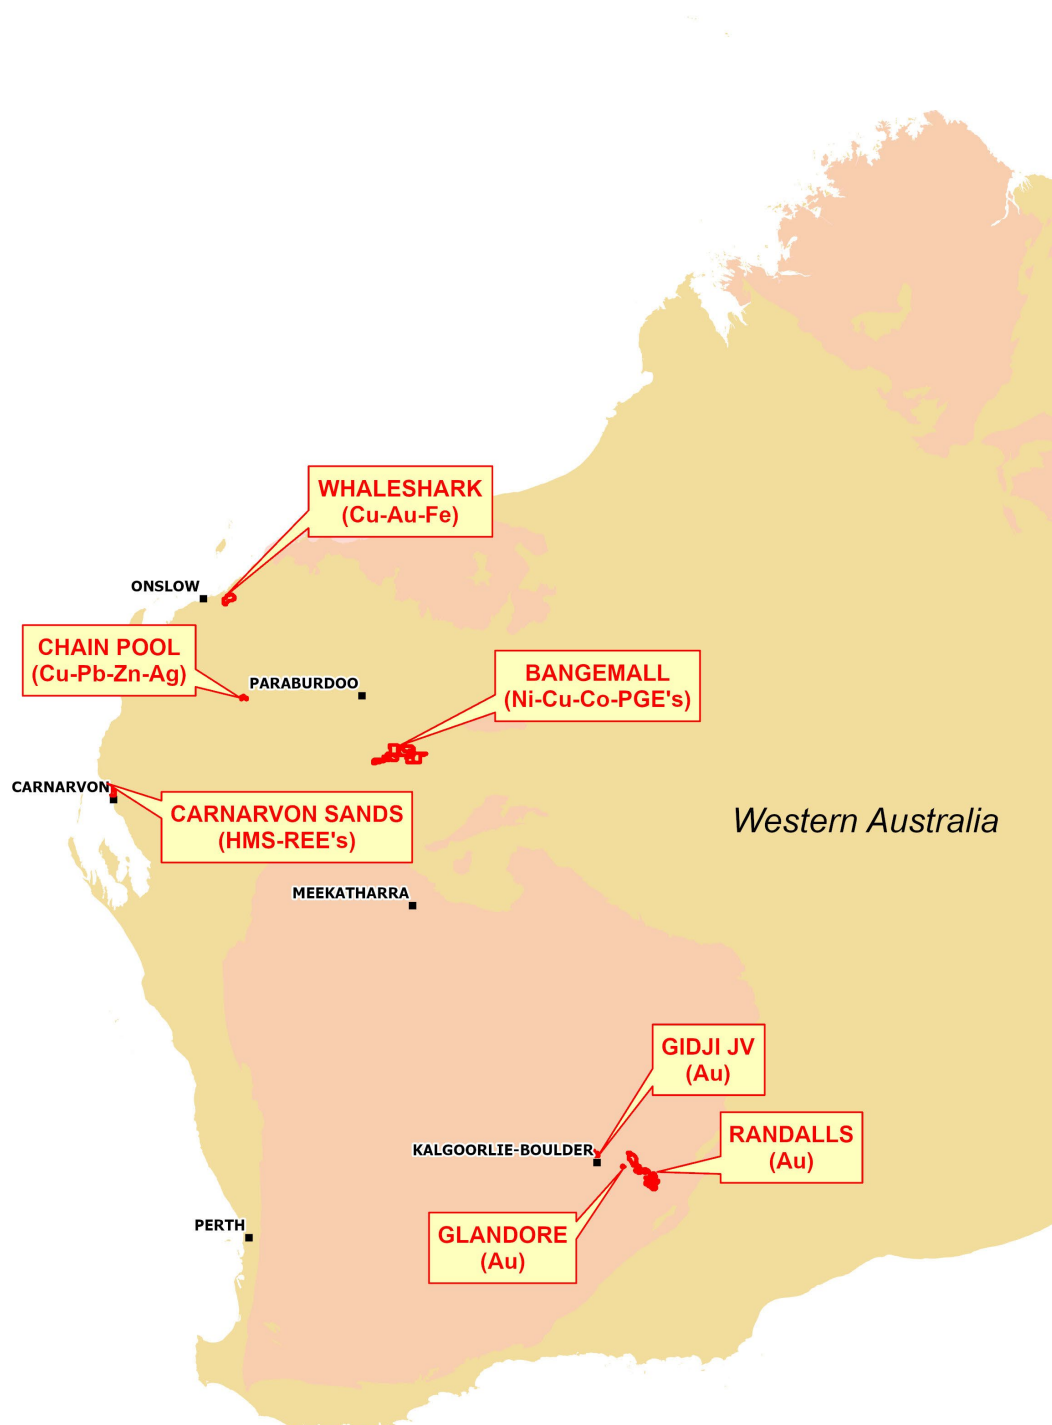 WHALESHARK
(Cu-Au-Fe)
ONSLOW
CHAIN POOL
(Cu-Pb-Zn-Ag)
PARABURDOO
BANGEMALL
(Ni-Cu-Co-PGE's)
CARNARVON
CARNARVON SANDS
(HMS-REE's)
Western Australia
MEEKATHARRA
GIDJI JV
(Au)
KALGOORLIE-BOULDER
RANDALLS
(Au)
PERTH
GLANDORE
(Au)